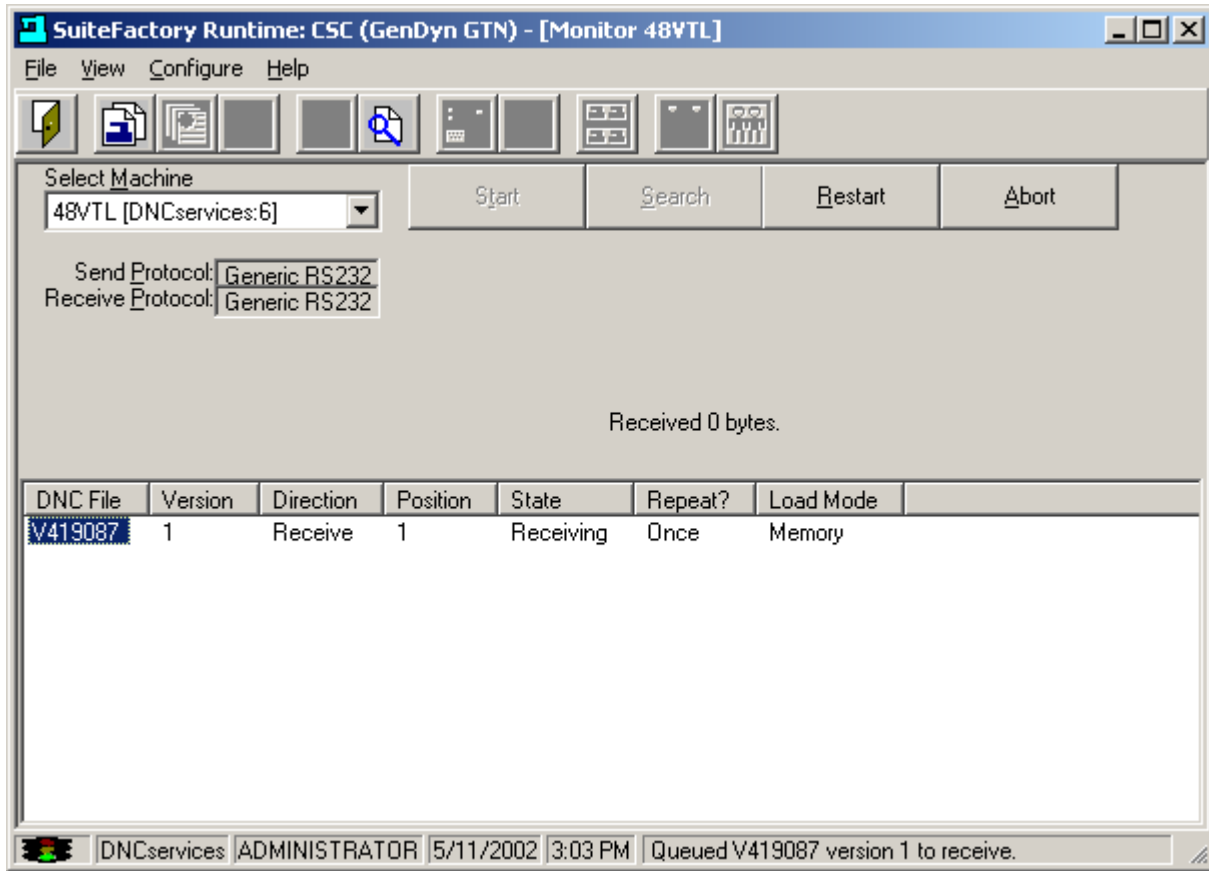 SuiteFactory Runtime: CSC (GenDyn GTN) - [Monitor 48VTL]
File View Configure Help
Select Machine
48VTL [DNCservices:6]
Start Search Restart Abort
Send Protocol: Generic RS232
Receive Protocol: Generic RS232
Received 0 bytes.
DNC File Version Direction Position State Repeat? Load Mode
V419087 1 Receive 1 Receiving Once Memory
DNCservices ADMINISTRATOR 5/11/2002 3:03 PM Queued V419087 version 1 to receive.